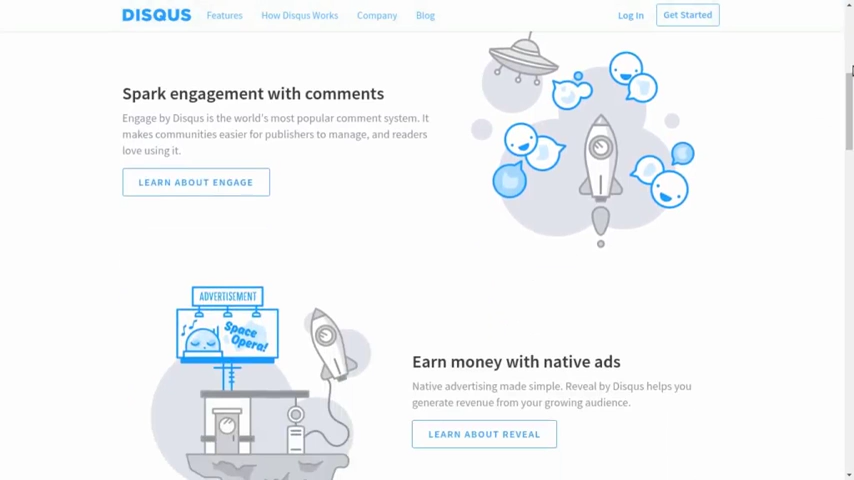 DISQUS Features How Disqus Works Company Blog Log In Get Started
Spark engagement with comments
Engage by Disqus is the world's most popular comment system. It
makes communities easier for publishers to manage, and readers
love using it.
LEARN ABOUT ENGAGE
ADVERTISEMENT
Space
Opera!
Earn money with native ads
Native advertising made simple. Reveal by Disqus helps you
generate revenue from your growing audience.
LEARN ABOUT REVEAL